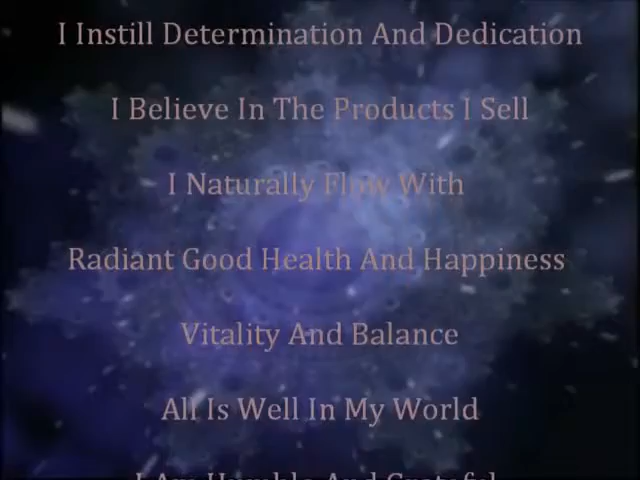 I Instill Determination And Dedication
I Believe In The Products I Sell
I Naturally Flow With
Radiant Good Health And Happiness
Vitality And Balance
All Is Well In My World
I Am Humble And Grateful